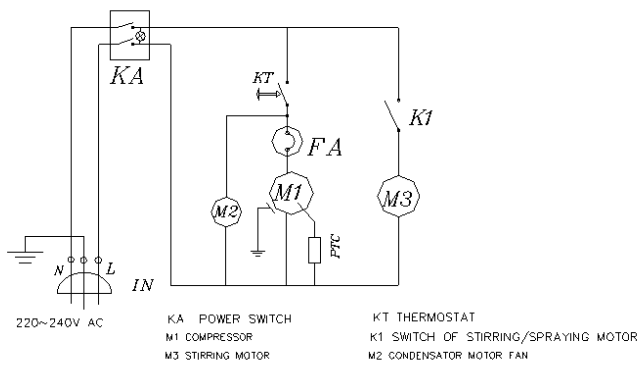 KA
KT
K1
FA
M1
M2
M3
PTC
N L IN
220~240V AC
KA POWER SWITCH
M1 COMPRESSOR
M3 STIRRING MOTOR
KT THERMOSTAT
K1 SWITCH OF STIRRING/SPRAYING MOTOR
M2 CONDENSATOR MOTOR FAN